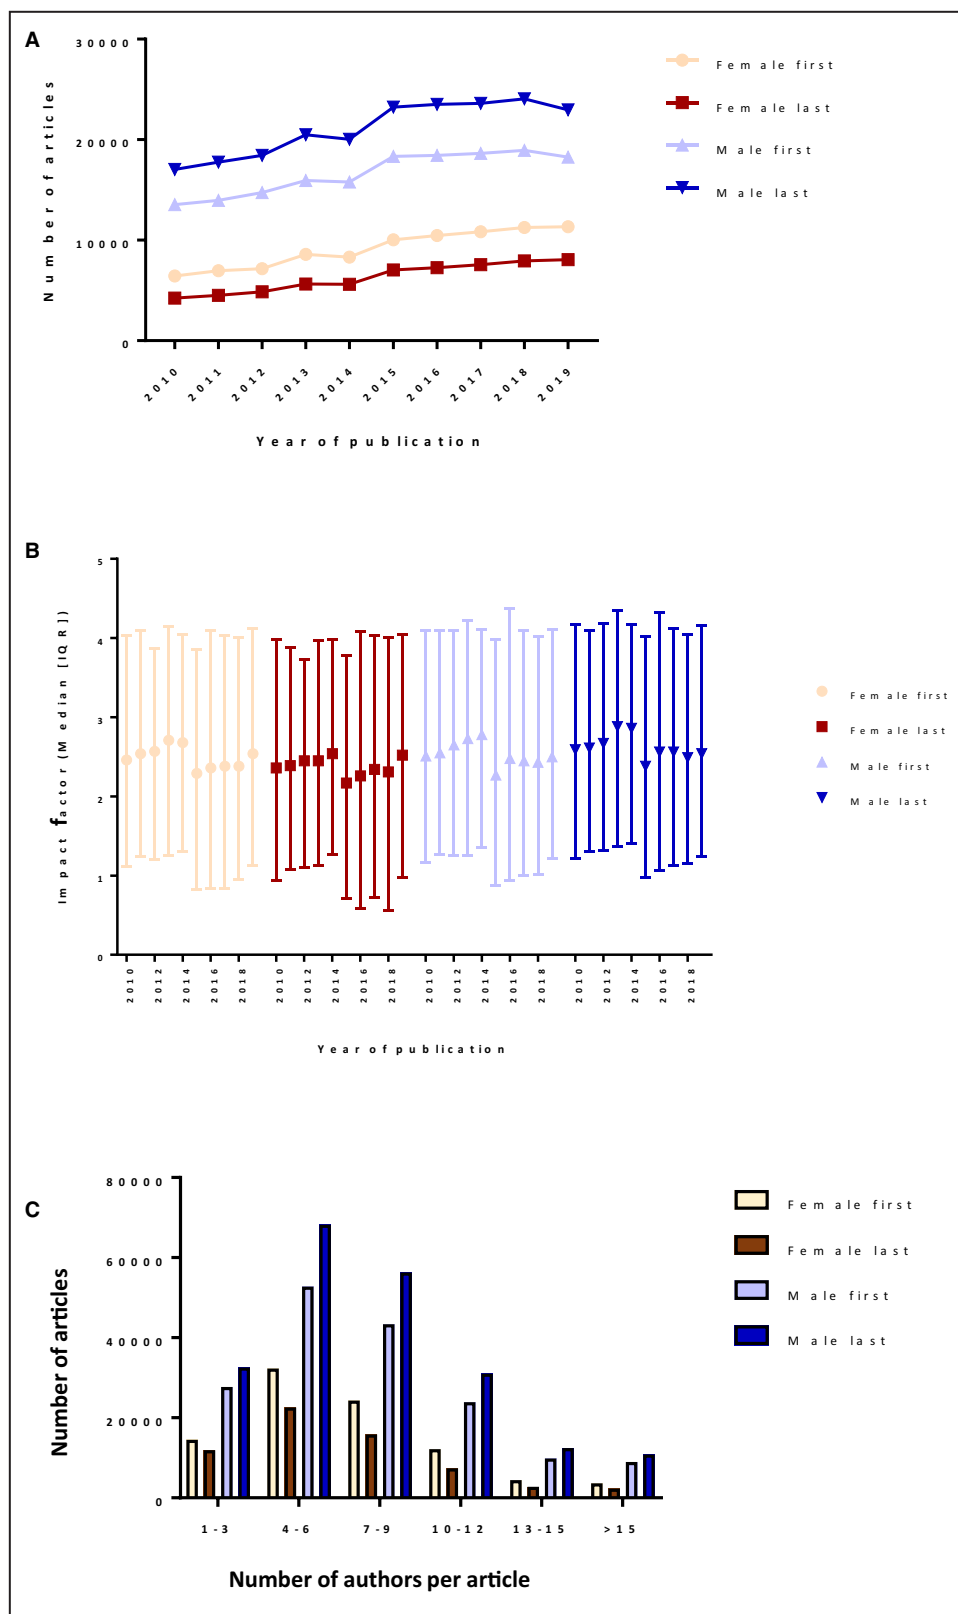 A
30000
20000
10000
0
Number of articles
2010 2011 2012 2013 2014 2015 2016 2017 2018 2019
Year of publication
Female first
Female last
Male first
Male last
B
5
4
3
2
1
0
Impact factor (Median [IQR])
2010 2012 2014 2016 2018 2010 2012 2014 2016 2018 2010 2012 2014 2016 2018 2010 2012 2014 2016 2018
Year of publication
Female first
Female last
Male first
Male last
C
80000
60000
40000
20000
0
Number of articles
1-3 4-6 7-9 10-12 13-15 >15
Number of authors per article
Female first
Female last
Male first
Male last